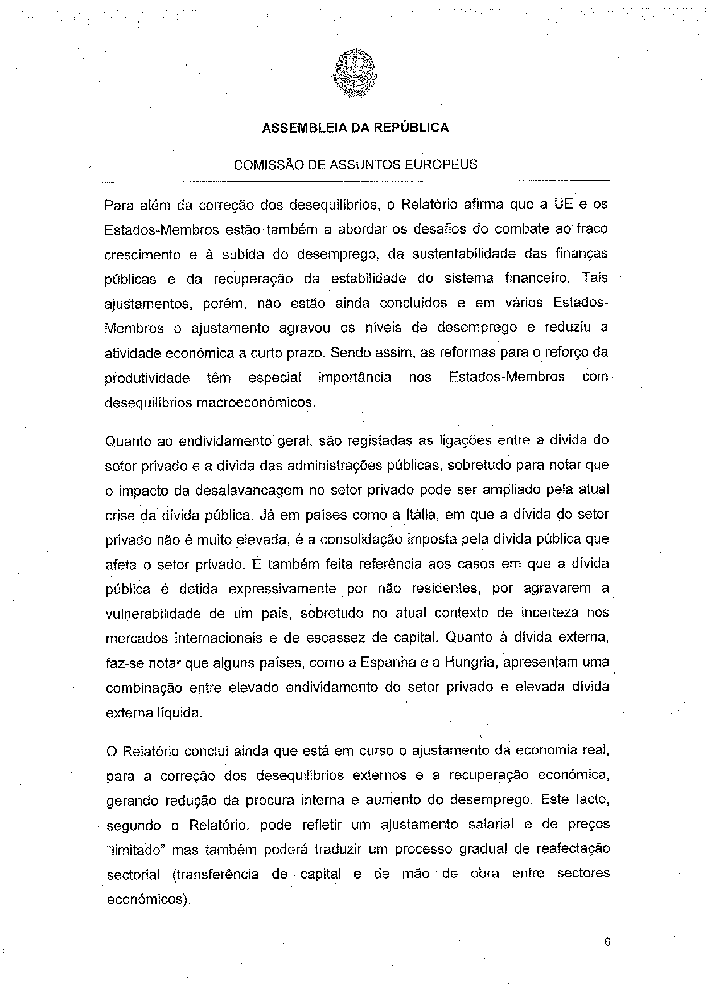 ASSEMBLEIA DA REPÚBLICA
COMISSÃO DE ASSUNTOS EUROPEUS
Para além da correção dos desequilíbrios, o Relatório afirma que a UE e os
Estados-Membros estão também a abordar os desafios do combate ao fraco
crescimento e à subida do desemprego, da sustentabilidade das finanças
públicas e da recuperação da estabilidade do sistema financeiro. Tais
ajustamentos, porém, não estão ainda concluídos e em vários Estados-
Membros o ajustamento agravou os níveis de desemprego e reduziu a
atividade económica a curto prazo. Sendo assim, as reformas para o reforço da
produtividade têm especial importância nos Estados-Membros com
desequilíbrios macroeconómicos.
Quanto ao endividamento geral, são registadas as ligações entre a divida do
setor privado e a dívida das administrações públicas, sobretudo para notar que
o impacto da desalavancagem no setor privado pode ser ampliado pela atual
crise da dívida pública. Já em países como a Itália, em que a dívida do setor
privado não é muito elevada, é a consolidação imposta pela divida pública que
afeta o setor privado. É também feita referência aos casos em que a dívida
pública é detida expressivamente por não residentes, por agravarem a
vulnerabilidade de um país, sobretudo no atual contexto de incerteza nos
mercados internacionais e de escassez de capital. Quanto à dívida externa,
faz-se notar que alguns países, como a Espanha e a Hungria, apresentam uma
combinação entre elevado endividamento do setor privado e elevada divida
externa líquida.
O Relatório conclui ainda que está em curso o ajustamento da economia real,
para a correção dos desequilíbrios externos e a recuperação económica,
gerando redução da procura interna e aumento do desemprego. Este facto,
segundo o Relatório, pode refletir um ajustamento salarial e de preços
"limitado" mas também poderá traduzir um processo gradual de reafectação
sectorial (transferência de capital e de mão de obra entre sectores
económicos).
6